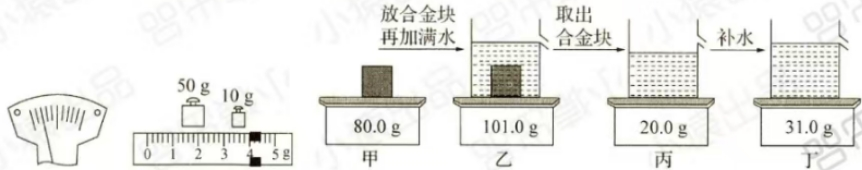 50 g
10 g
0 1 2 3 4 5 g
放合金块
再加满水
取出
合金块
补水
80.0 g
101.0 g
20.0 g
31.0 g
甲
乙
丙
丁